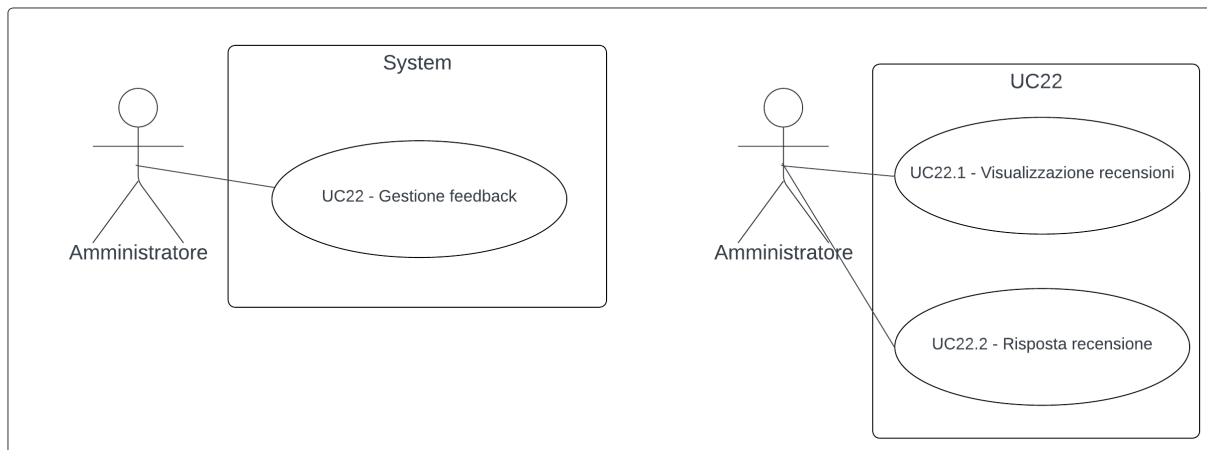 System
UC22 - Gestione feedback
Amministratore
UC22
UC22.1 - Visualizzazione recensioni
Amministratore
UC22.2 - Risposta recensione